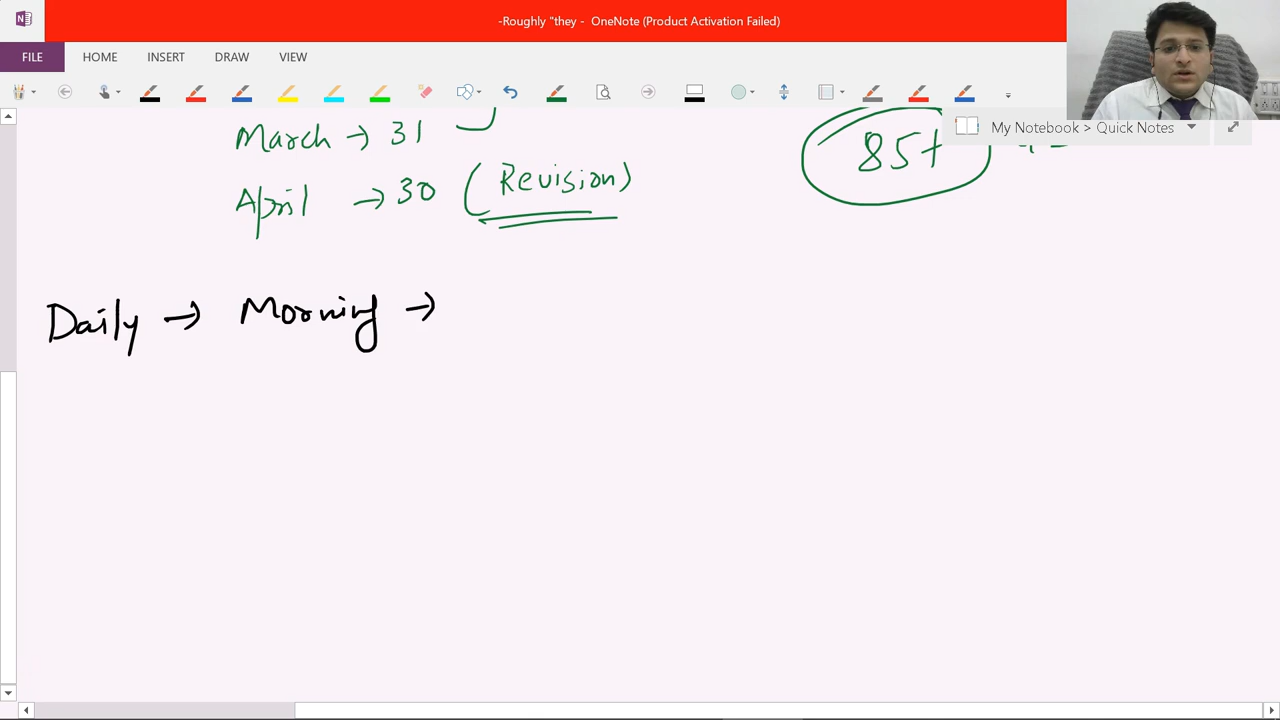 -Roughly "they - OneNote (Product Activation Failed)
FILE HOME INSERT DRAW VIEW
My Notebook > Quick Notes
March → 31
85+
April → 30 (Revision)
Daily → Morning →